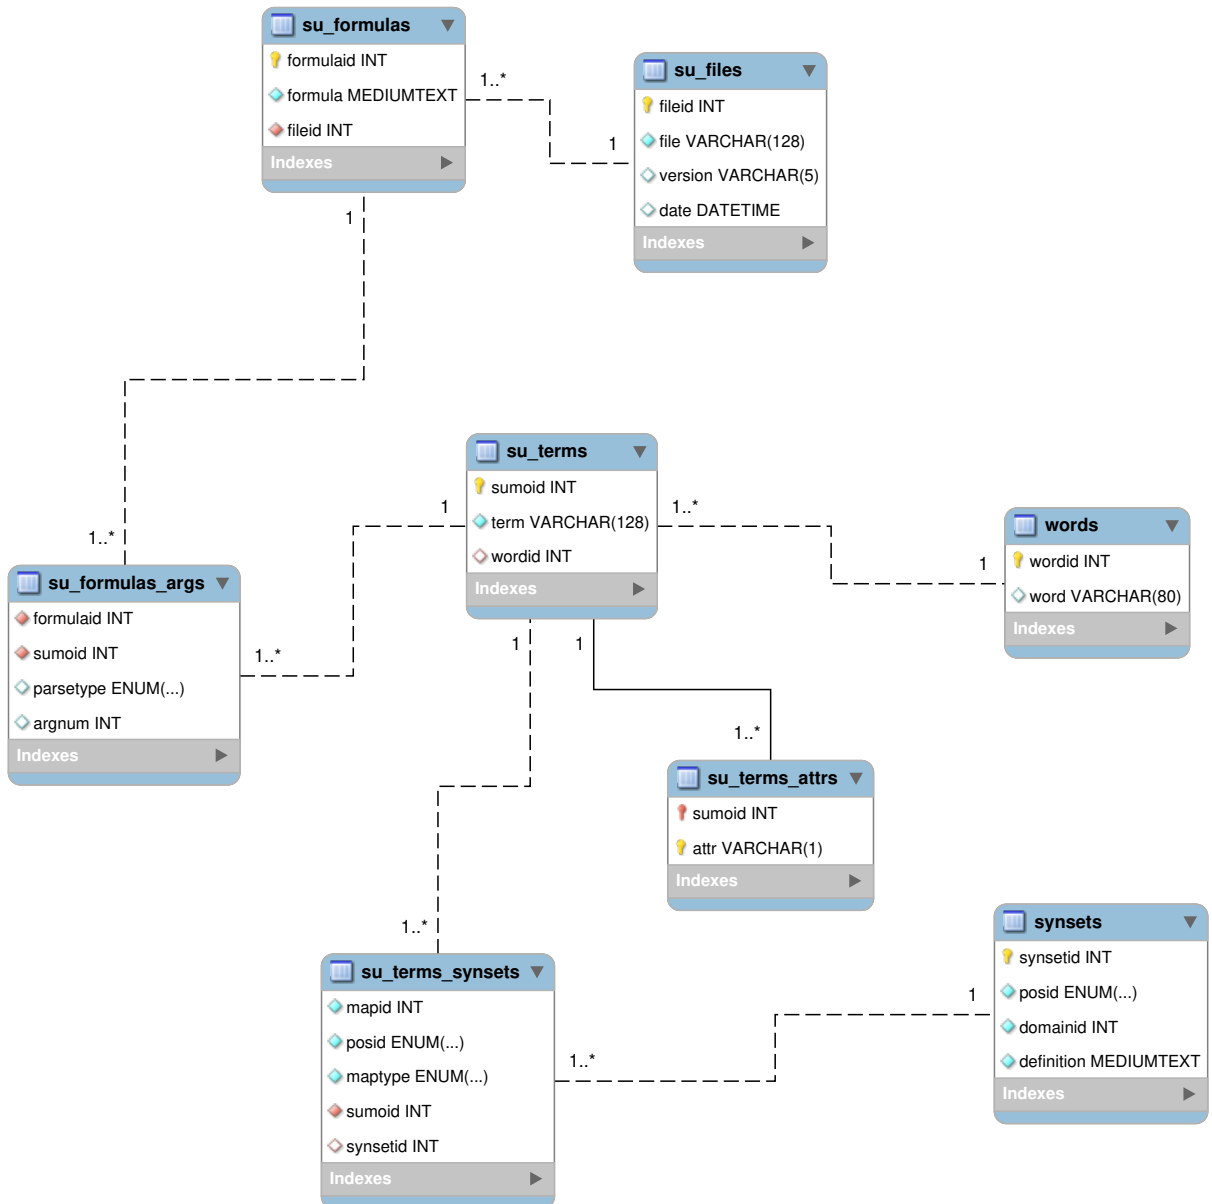 su_formulas
formulaid INT
formula MEDIUMTEXT
fileid INT
Indexes
1..*
1
su_files
fileid INT
file VARCHAR(128)
version VARCHAR(5)
date DATETIME
Indexes
1
1..*
su_formulas_args
formulaid INT
sumoid INT
parsetype ENUM(...)
argnum INT
Indexes
1..*
1
su_terms
sumoid INT
term VARCHAR(128)
wordid INT
Indexes
1..*
1
words
wordid INT
word VARCHAR(80)
Indexes
1
1
1..*
su_terms_attrs
sumoid INT
attr VARCHAR(1)
Indexes
1..*
su_terms_synsets
mapid INT
posid ENUM(...)
maptype ENUM(...)
sumoid INT
synsetid INT
Indexes
1..*
1
synsets
synsetid INT
posid ENUM(...)
domainid INT
definition MEDIUMTEXT
Indexes